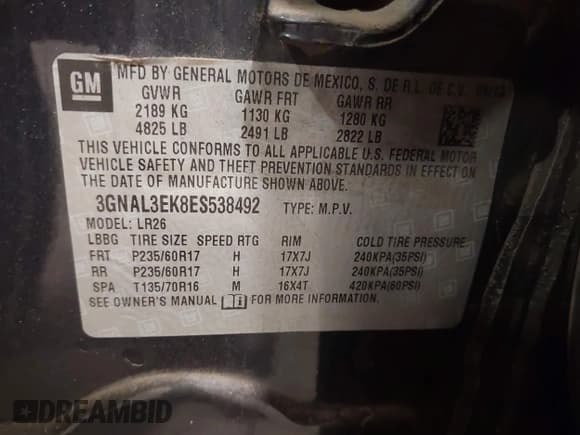 GM
MFD BY GENERAL MOTORS DE MEXICO, S. DE R.L. DE C.V.
GVWR GAWR FRT GAWR RR
2189 KG 1130 KG 1280 KG
4825 LB 2491 LB 2822 LB
THIS VEHICLE CONFORMS TO ALL APPLICABLE U.S. FEDERAL MOTOR
VEHICLE SAFETY AND THEFT PREVENTION STANDARDS IN EFFECT ON
THE DATE OF MANUFACTURE SHOWN ABOVE.
3GNAL3EK8ES538492 TYPE: M.P.V.
MODEL: LR26
LBBG TIRE SIZE SPEED RTG RIM COLD TIRE PRESSURE
FRT P235/60R17 H 17X7J 240KPA(35PSI)
RR P235/60R17 H 17X7J 240KPA(35PSI)
SPA T135/70R16 M 16X4T 420KPA(60PSI)
SEE OWNER'S MANUAL FOR MORE INFORMATION.
DREAMBID